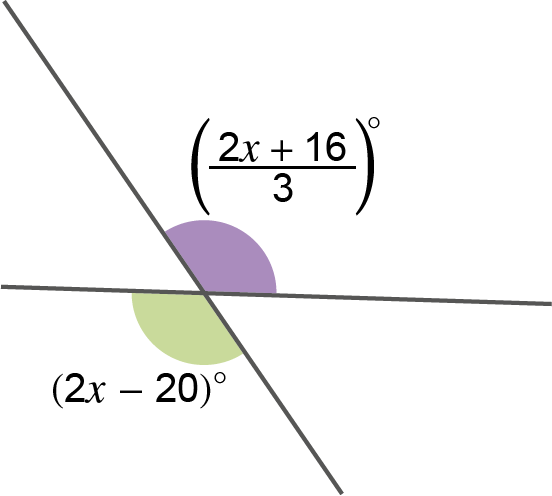 (2x + 16
3)°
(2x − 20)°